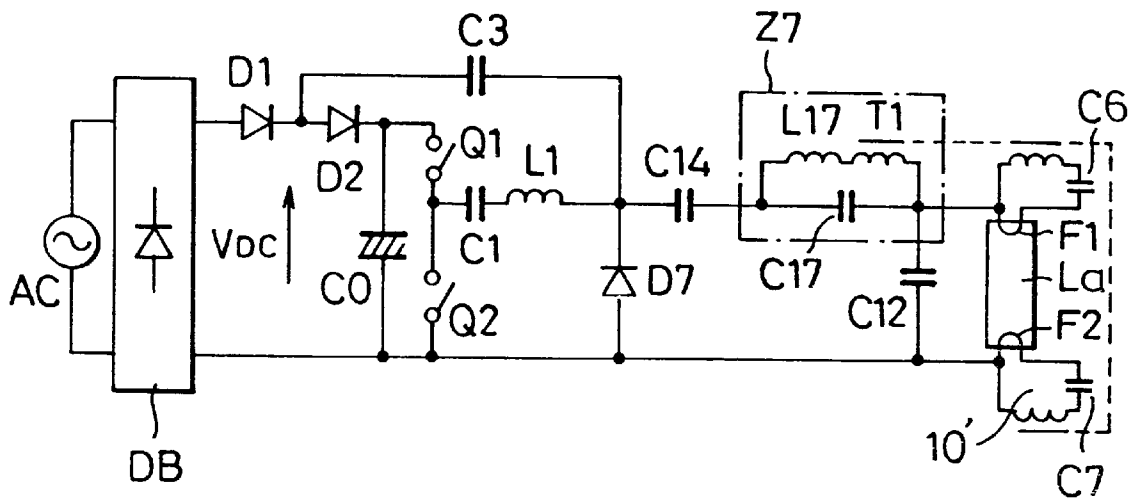 Z7
C3
D1
L17 T1
C6
Q1
L1
C14
D2
VDC
C1
F1
AC
C0
C17
D7
La
Q2
C12
F2
10'
DB
C7